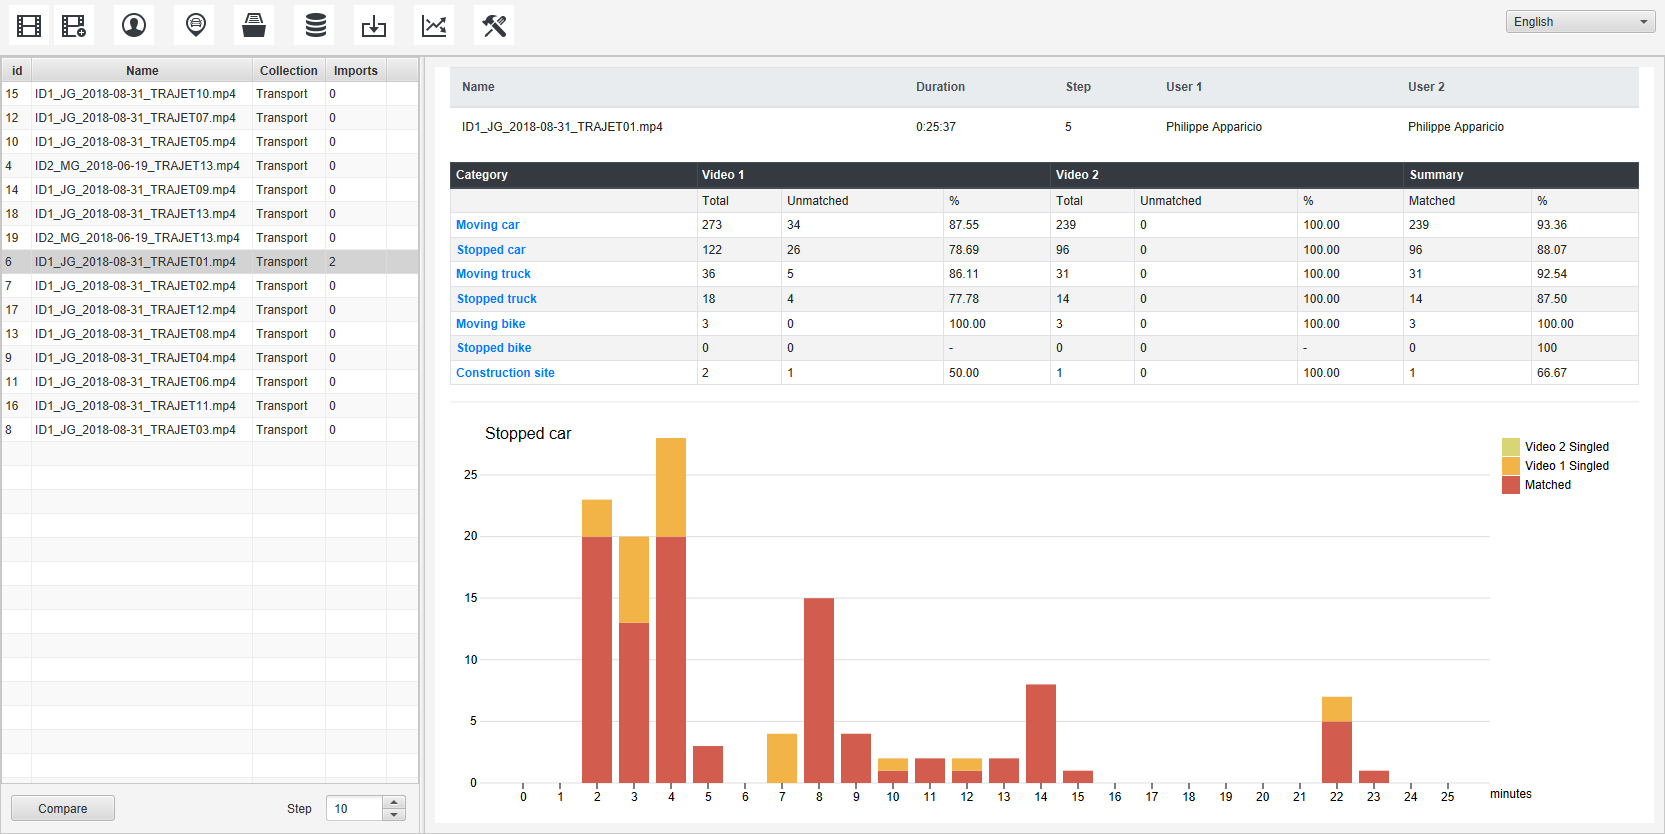 English
id Name Collection Imports
15 ID1_JG_2018-08-31_TRAJET10.mp4 Transport 0
12 ID1_JG_2018-08-31_TRAJET07.mp4 Transport 0
10 ID1_JG_2018-08-31_TRAJET05.mp4 Transport 0
4 ID2_MG_2018-06-19_TRAJET13.mp4 Transport 0
14 ID1_JG_2018-08-31_TRAJET09.mp4 Transport 0
18 ID1_JG_2018-08-31_TRAJET13.mp4 Transport 0
19 ID2_MG_2018-06-19_TRAJET13.mp4 Transport 0
6 ID1_JG_2018-08-31_TRAJET01.mp4 Transport 2
7 ID1_JG_2018-08-31_TRAJET02.mp4 Transport 0
17 ID1_JG_2018-08-31_TRAJET12.mp4 Transport 0
13 ID1_JG_2018-08-31_TRAJET08.mp4 Transport 0
9 ID1_JG_2018-08-31_TRAJET04.mp4 Transport 0
11 ID1_JG_2018-08-31_TRAJET06.mp4 Transport 0
16 ID1_JG_2018-08-31_TRAJET11.mp4 Transport 0
8 ID1_JG_2018-08-31_TRAJET03.mp4 Transport 0
Compare Step 10
Name Duration Step User 1 User 2
ID1_JG_2018-08-31_TRAJET01.mp4 0:25:37 5 Philippe Apparicio Philippe Apparicio
Category Video 1 Video 2 Summary
Total Unmatched % Total Unmatched % Matched %
Moving car 273 34 87.55 239 0 100.00 239 93.36
Stopped car 122 26 78.69 96 0 100.00 96 88.07
Moving truck 36 5 86.11 31 0 100.00 31 92.54
Stopped truck 18 4 77.78 14 0 100.00 14 87.50
Moving bike 3 0 100.00 3 0 100.00 3 100.00
Stopped bike 0 0 - 0 0 - 0 100
Construction site 2 1 50.00 1 0 100.00 1 66.67
Stopped car
Video 2 Singled
Video 1 Singled
Matched
25
20
15
10
5
0
0 1 2 3 4 5 6 7 8 9 10 11 12 13 14 15 16 17 18 19 20 21 22 23 24 25 minutes